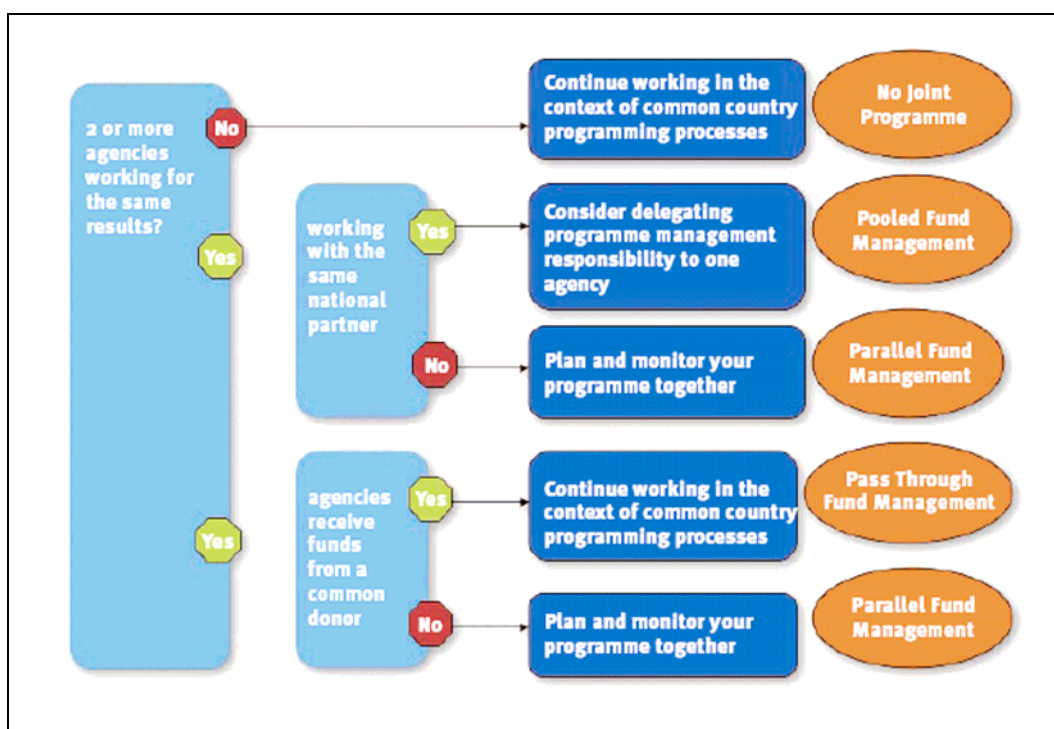 2 or more
agencies
working for
the same
results?
No
Yes
Yes
Continue working in the
context of common country
programming processes
No Joint
Programme
working
with the
same
national
partner
Yes
No
Consider delegating
programme management
responsibility to one
agency
Pooled Fund
Management
Plan and monitor your
programme together
Parallel Fund
Management
agencies
receive
funds
from a
common
donor
Yes
No
Continue working in the
context of common country
programming processes
Pass Through
Fund Management
Plan and monitor your
programme together
Parallel Fund
Management